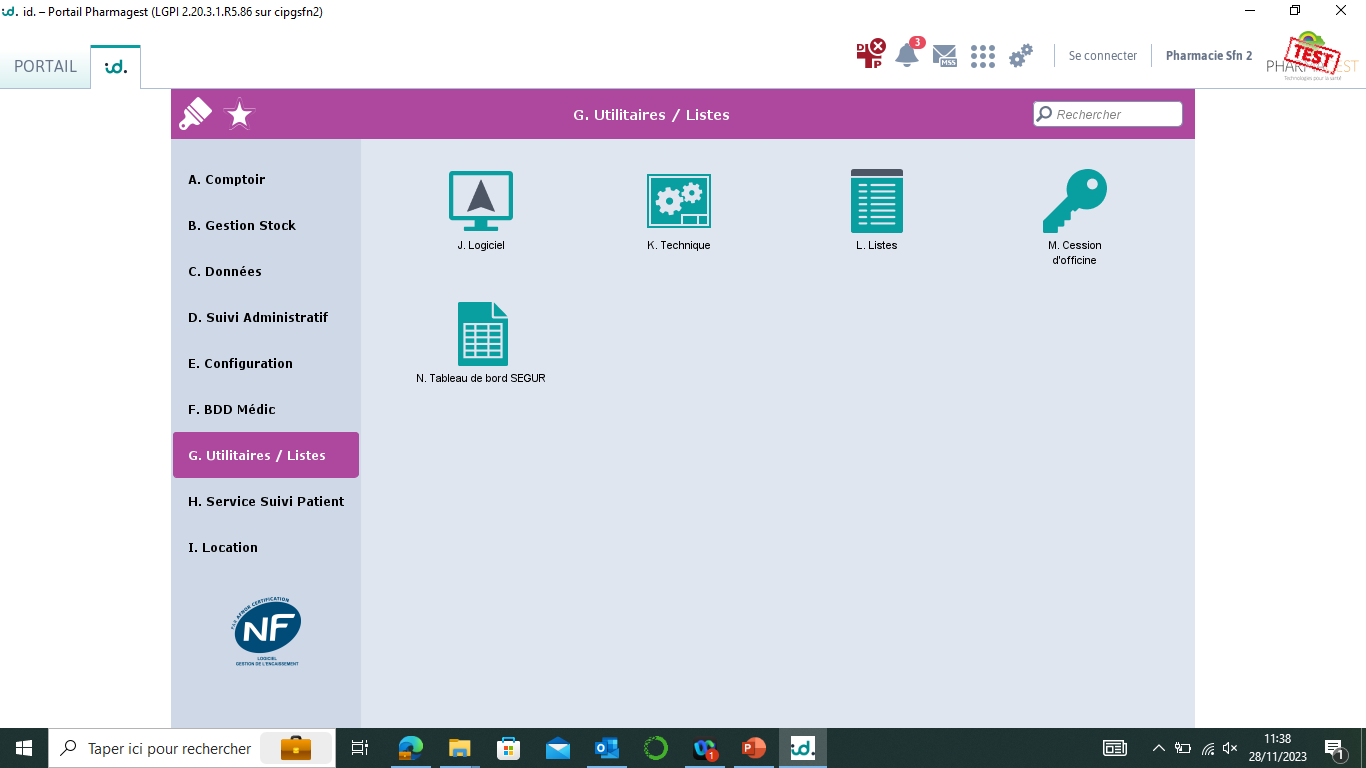 id. – Portail Pharmagest (LGPI 2.20.3.1.R5.86 sur cipgsfn2)
PORTAIL
id.
DP
3
MSS
Se connecter
Pharmacie Sfn 2
TEST
Technologies pour la santé
G. Utilitaires / Listes
Rechercher
A. Comptoir
B. Gestion Stock
C. Données
D. Suivi Administratif
E. Configuration
F. BDD Médic
G. Utilitaires / Listes
H. Service Suivi Patient
I. Location
J. Logiciel
K. Technique
L. Listes
M. Cession
d'officine
N. Tableau de bord SEGUR
PAR AFNOR CERTIFICATION
NF
LOGICIEL
GESTION DE L'ENCAISSEMENT
Taper ici pour rechercher
1
id.
11:38
28/11/2023
1